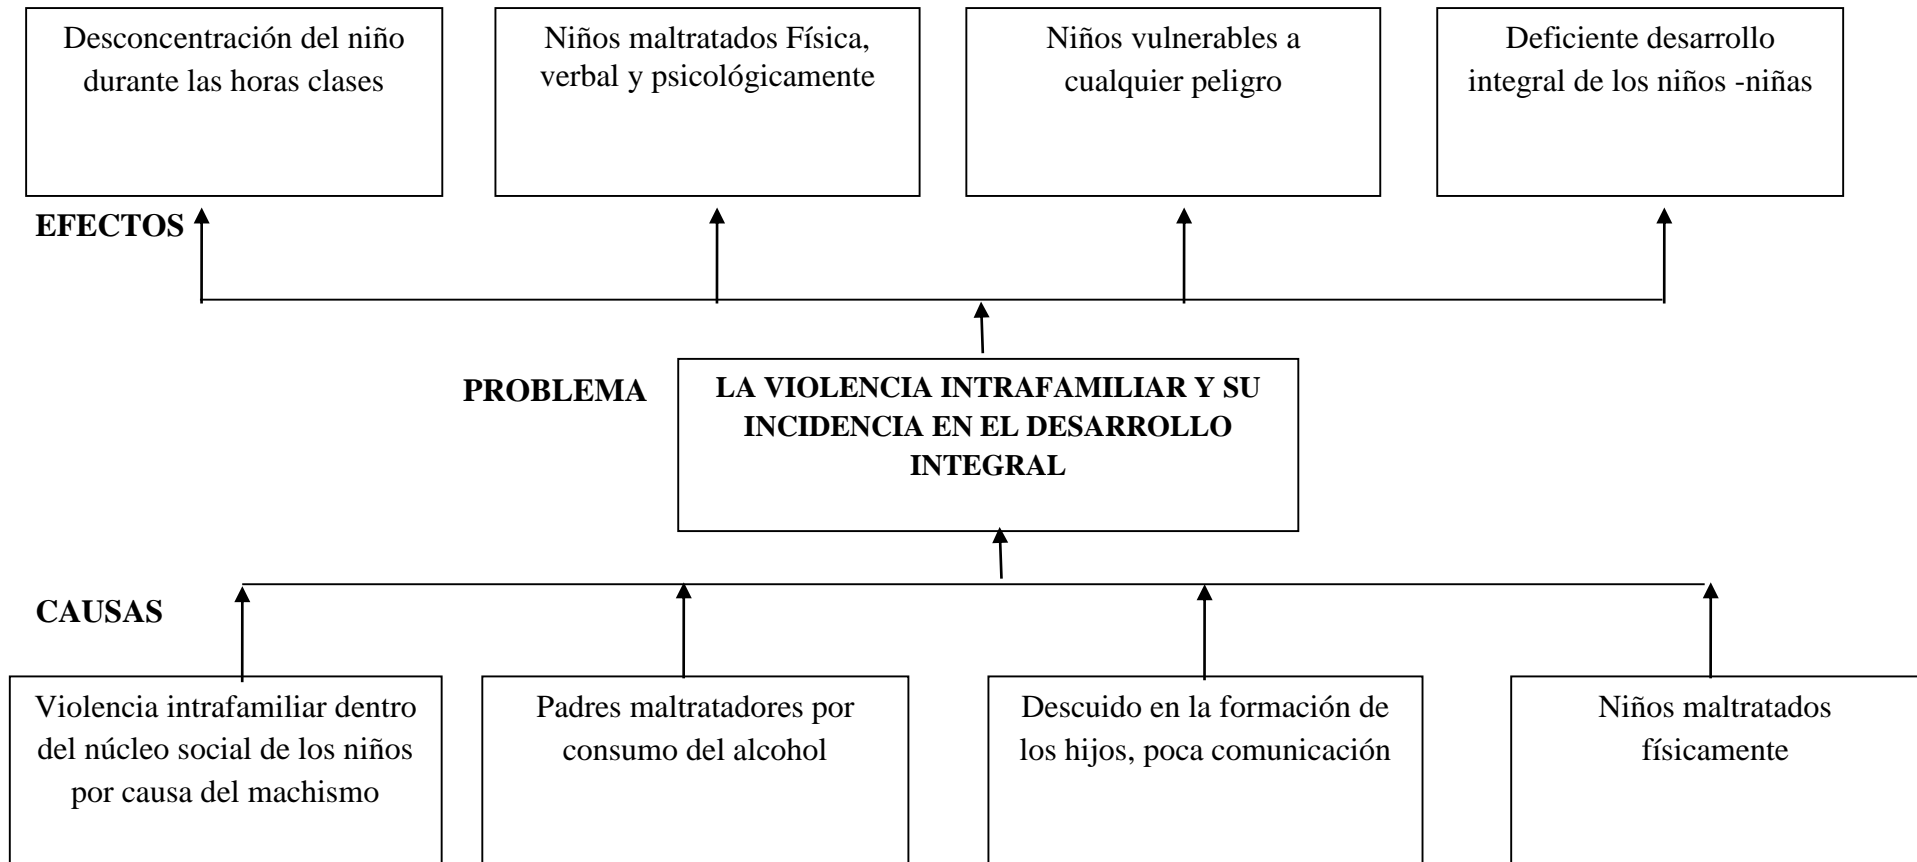 Desconcentración del niño
durante las horas clases
Niños maltratados Física,
verbal y psicológicamente
Niños vulnerables a
cualquier peligro
Deficiente desarrollo
integral de los niños -niñas
EFECTOS
PROBLEMA
LA VIOLENCIA INTRAFAMILIAR Y SU
INCIDENCIA EN EL DESARROLLO
INTEGRAL
CAUSAS
Violencia intrafamiliar dentro
del núcleo social de los niños
por causa del machismo
Padres maltratadores por
consumo del alcohol
Descuido en la formación de
los hijos, poca comunicación
Niños maltratados
físicamente